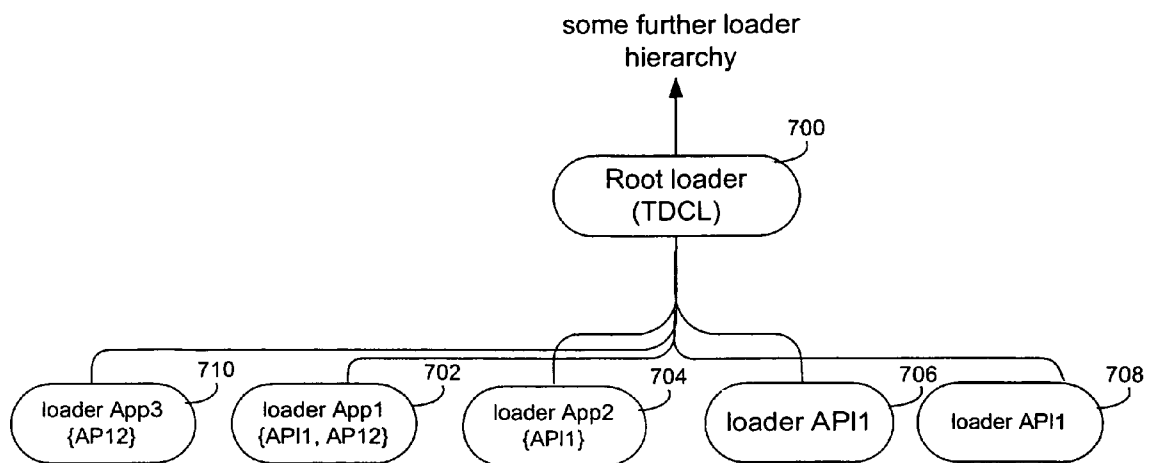 some further loader
hierarchy
700
Root loader
(TDCL)
710
702
704
706
708
loader App3
{AP12}
loader App1
{API1, AP12}
loader App2
{API1}
loader API1
loader API1